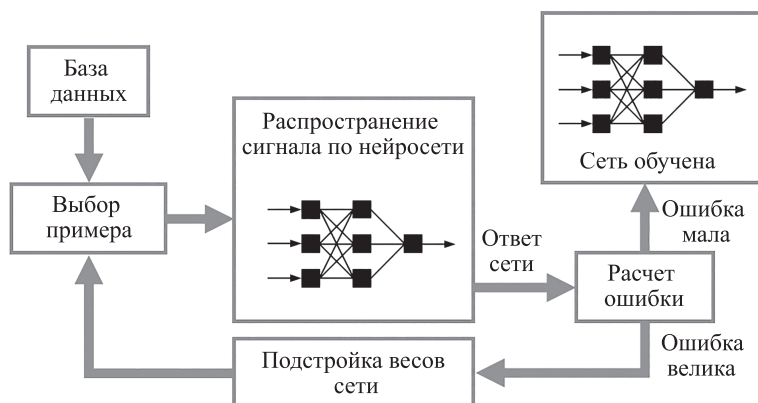 База
данных
Выбор
примера
Распространение
сигнала по нейросети
Ответ
сети
Сеть обучена
Ошибка
мала
Расчет
ошибки
Ошибка
велика
Подстройка весов
сети